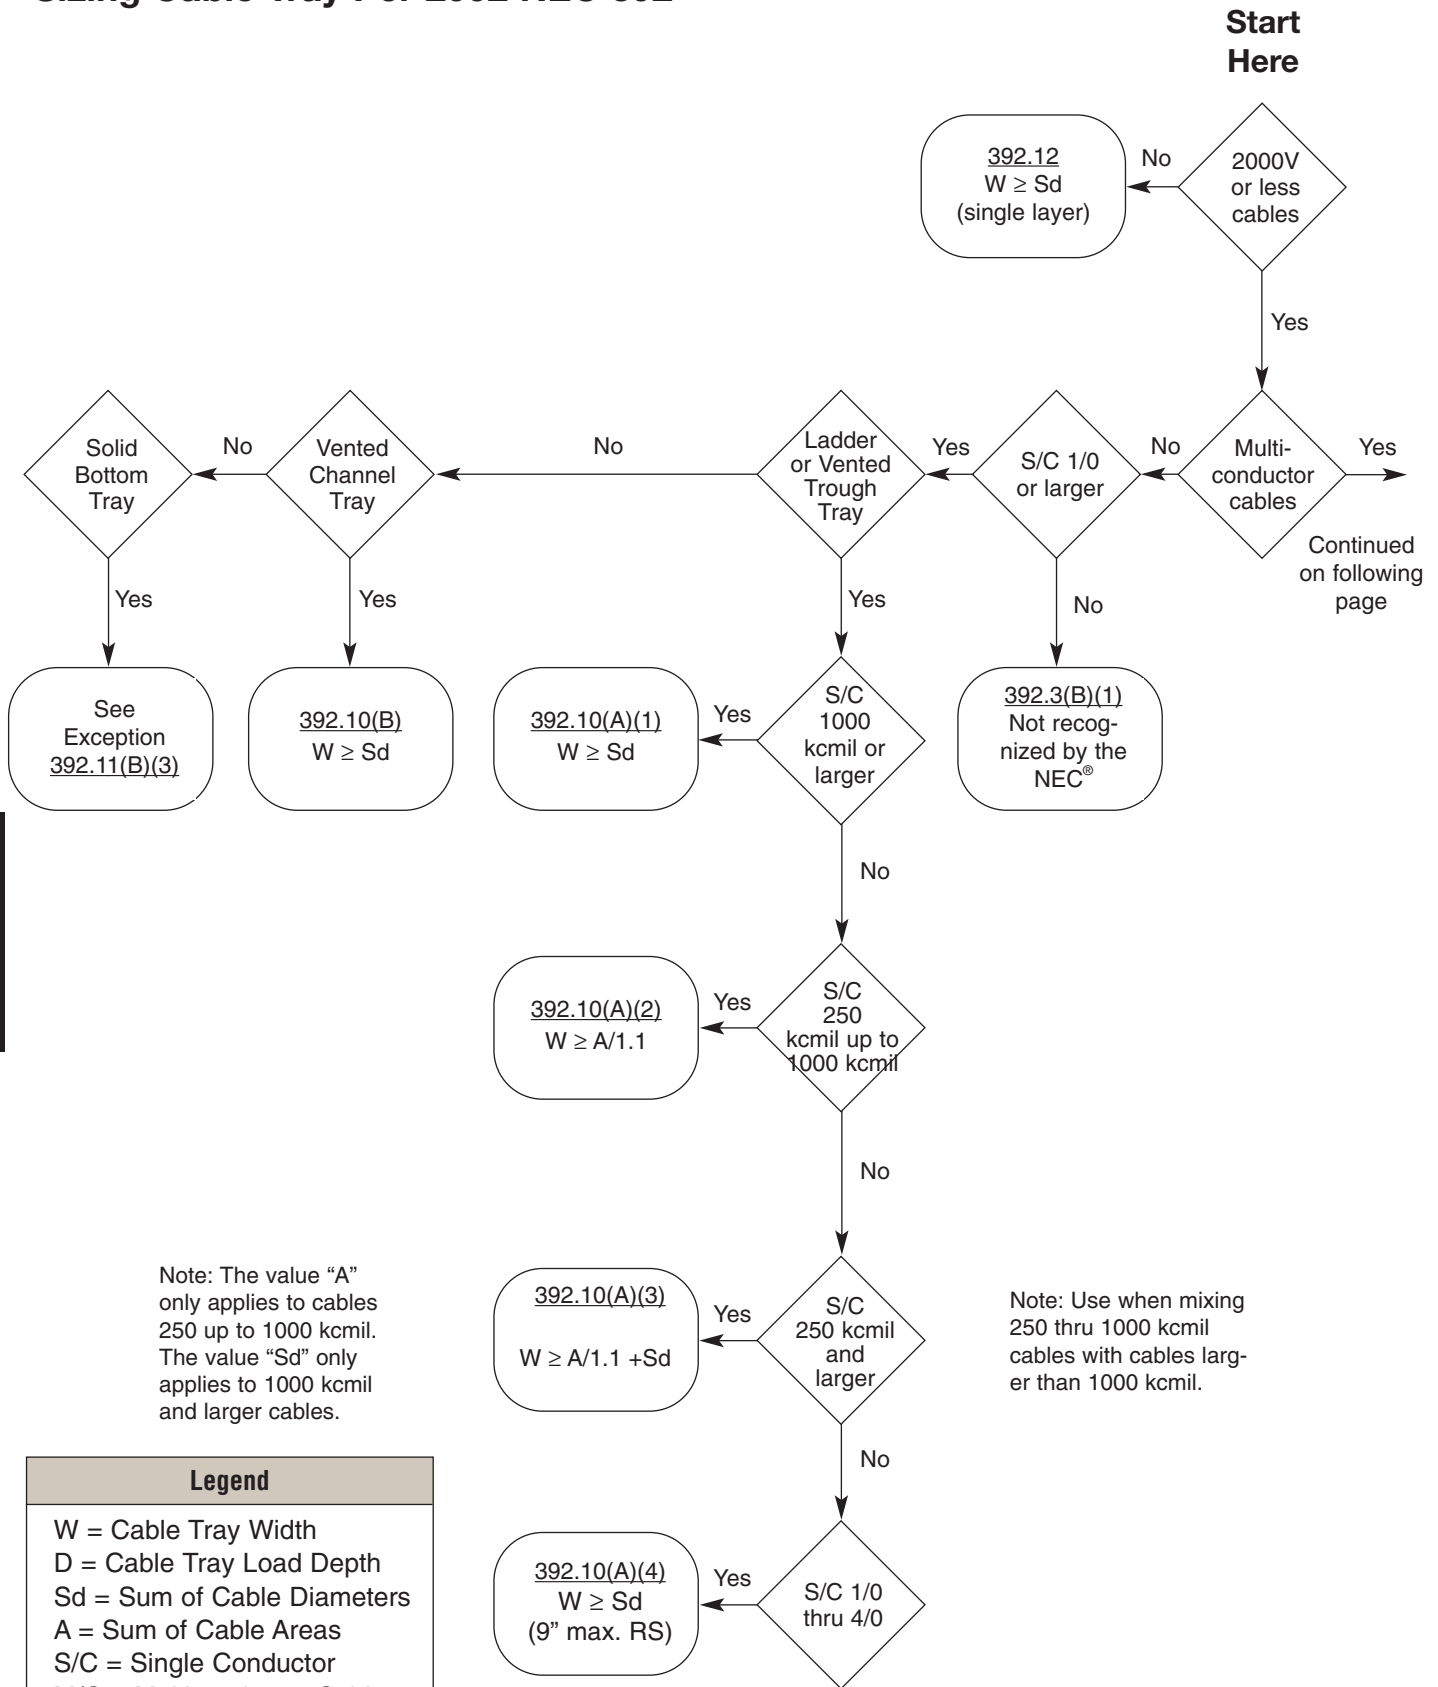 Start
Here
2000V
or less
cables
No
392.12
W ≥ Sd
(single layer)
Yes
Multi-
conductor
cables
Yes
Continued
on following
page
No
S/C 1/0
or larger
Yes
Ladder
or Vented
Trough
Tray
No
Vented
Channel
Tray
No
Solid
Bottom
Tray
Yes
Yes
Yes
No
See
Exception
392.11(B)(3)
392.10(B)
W ≥ Sd
392.10(A)(1)
W ≥ Sd
Yes
S/C
1000
kcmil or
larger
392.3(B)(1)
Not recog-
nized by the
NEC®
No
392.10(A)(2)
W ≥ A/1.1
Yes
S/C
250
kcmil up to
1000 kcmil
No
Note: The value “A”
only applies to cables
250 up to 1000 kcmil.
The value “Sd” only
applies to 1000 kcmil
and larger cables.
392.10(A)(3)
W ≥ A/1.1 +Sd
Yes
S/C
250 kcmil
and
larger
Note: Use when mixing
250 thru 1000 kcmil
cables with cables larg-
er than 1000 kcmil.
No
Legend
W = Cable Tray Width
D = Cable Tray Load Depth
Sd = Sum of Cable Diameters
A = Sum of Cable Areas
S/C = Single Conductor
392.10(A)(4)
W ≥ Sd
(9” max. RS)
Yes
S/C 1/0
thru 4/0